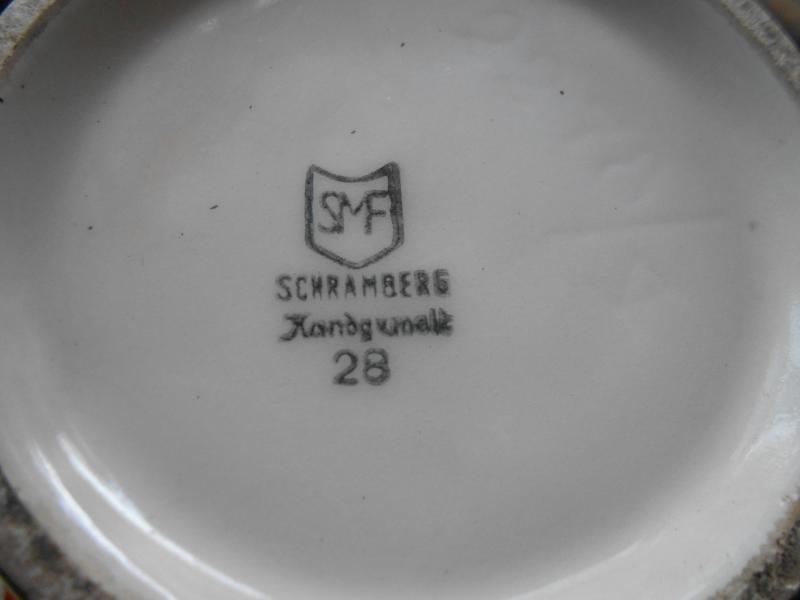 SMF
SCHRAMBERG
Handgemalt
28